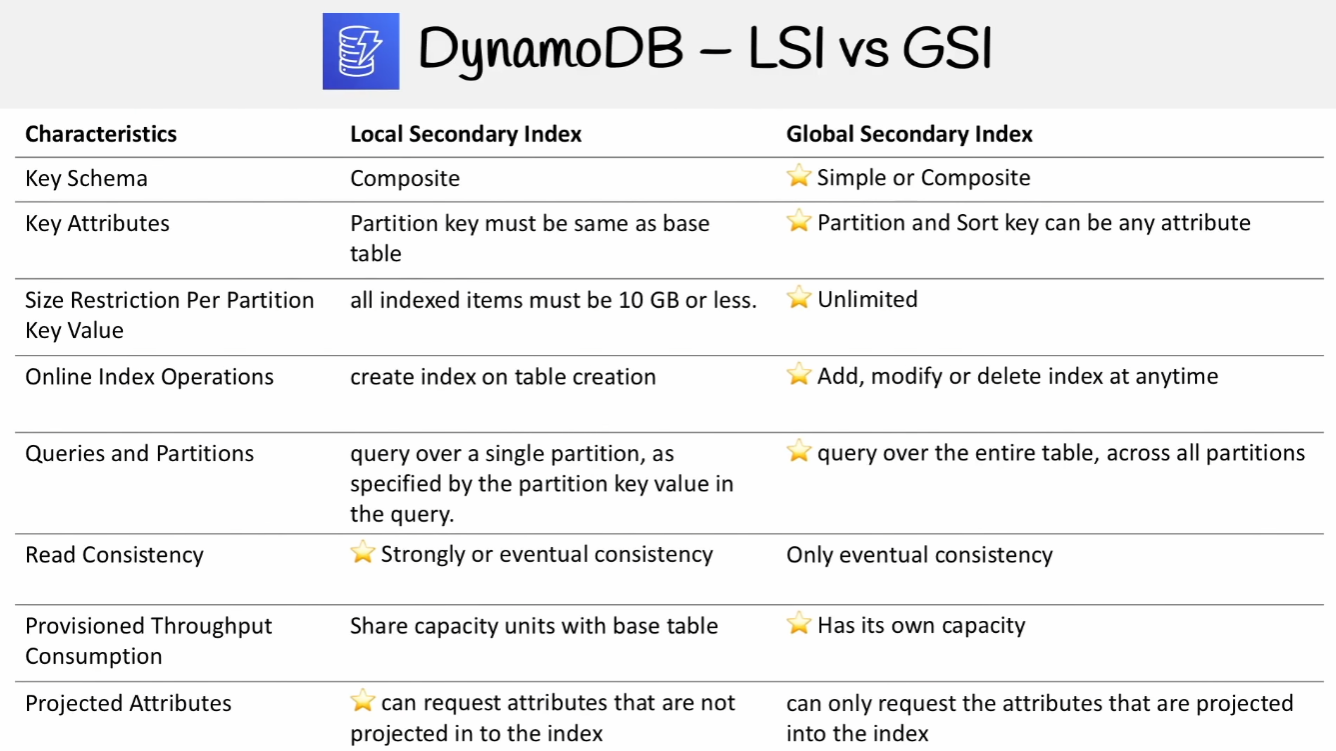 DynamoDB – LSI vs GSI
Characteristics
Local Secondary Index
Global Secondary Index
Key Schema
Composite
⭐ Simple or Composite
Key Attributes
Partition key must be same as base
table
⭐ Partition and Sort key can be any attribute
Size Restriction Per Partition
Key Value
all indexed items must be 10 GB or less.
⭐ Unlimited
Online Index Operations
create index on table creation
⭐ Add, modify or delete index at anytime
Queries and Partitions
query over a single partition, as
specified by the partition key value in
the query.
⭐ query over the entire table, across all partitions
Read Consistency
⭐ Strongly or eventual consistency
Only eventual consistency
Provisioned Throughput
Consumption
Share capacity units with base table
⭐ Has its own capacity
Projected Attributes
⭐ can request attributes that are not
projected in to the index
can only request the attributes that are projected
into the index